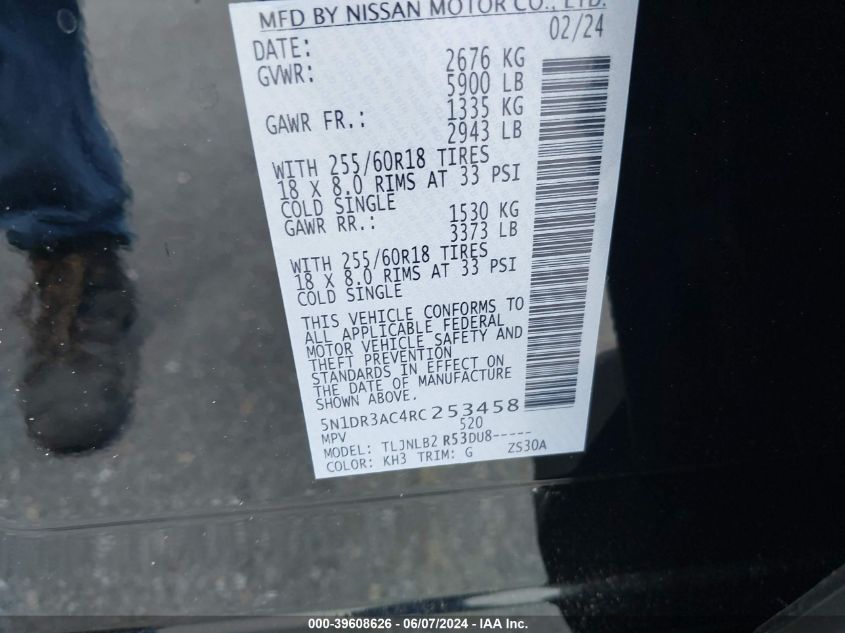 MFD BY NISSAN MOTOR CO., LTD.
DATE: 02/24
GVWR: 2676 KG
5900 LB
GAWR FR.: 1335 KG
2943 LB
WITH 255/60R18 TIRES
18 X 8.0 RIMS AT 33 PSI
COLD SINGLE
GAWR RR.: 1530 KG
3373 LB
WITH 255/60R18 TIRES
18 X 8.0 RIMS AT 33 PSI
COLD SINGLE
THIS VEHICLE CONFORMS TO
ALL APPLICABLE FEDERAL
MOTOR VEHICLE SAFETY AND
THEFT PREVENTION
STANDARDS IN EFFECT ON
THE DATE OF MANUFACTURE
SHOWN ABOVE.
5N1DR3AC4RC253458
MPV 520
MODEL: TLJNLB2 R53DU8-----
COLOR: KH3 TRIM: G ZS30A
000-39608626 - 06/07/2024 - IAA Inc.